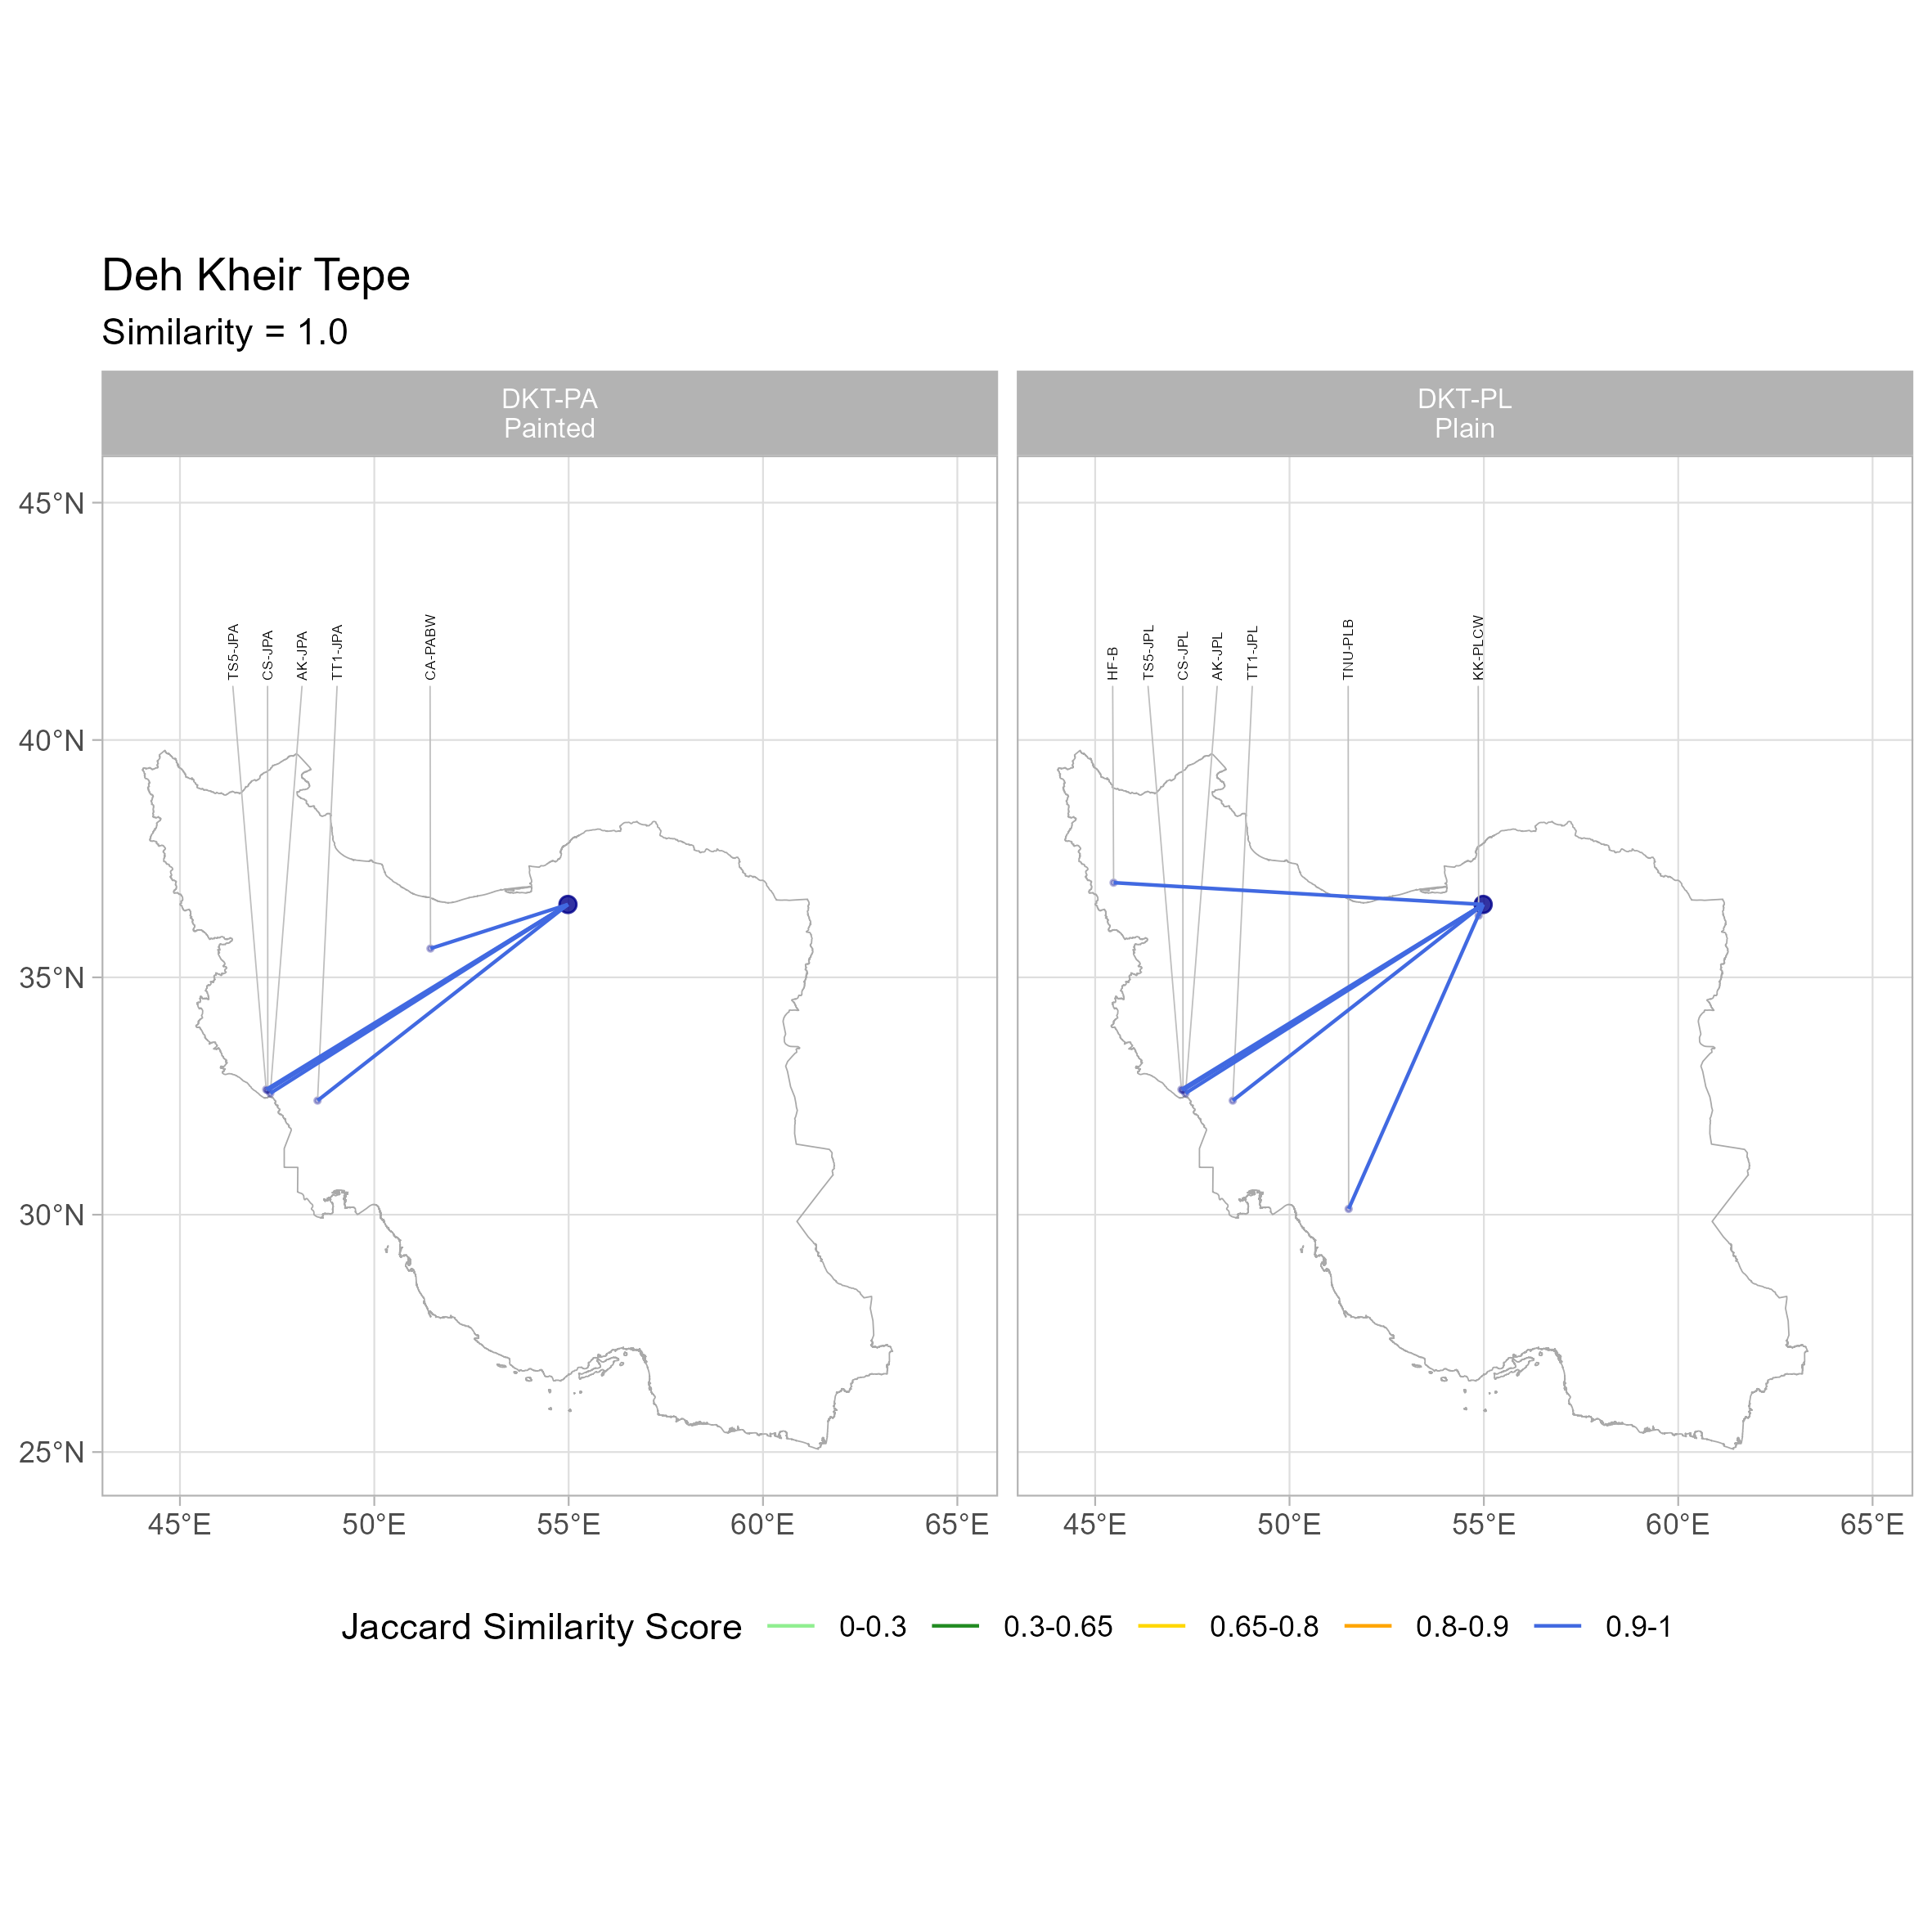 Deh Kheir Tepe
Similarity = 1.0
DKT-PA
Painted
DKT-PL
Plain
45°N
40°N
35°N
30°N
25°N
TS5-JPA
CS-JPA
AK-JPA
TT1-JPA
CA-PABW
HF-B
TS5-JPL
CS-JPL
AK-JPL
TT1-JPL
TNU-PLB
KK-PLCW
45°E 50°E 55°E 60°E 65°E
45°E 50°E 55°E 60°E 65°E
Jaccard Similarity Score 0-0.3 0.3-0.65 0.65-0.8 0.8-0.9 0.9-1